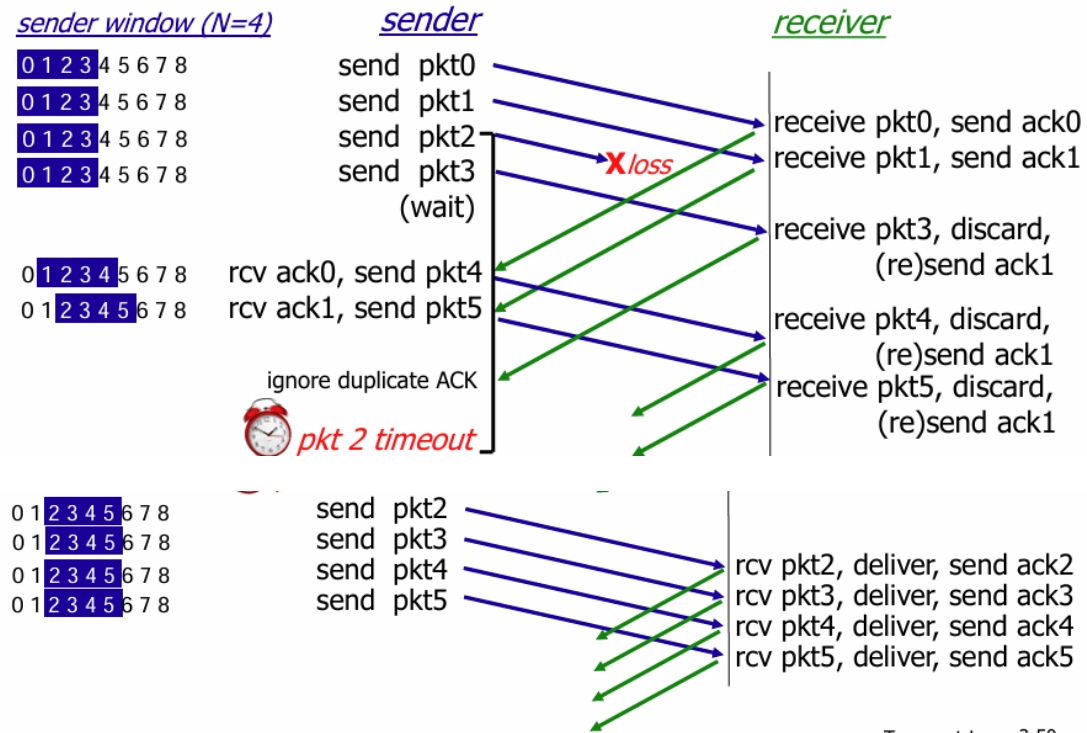 sender window (N=4) sender receiver
0 1 2 3 4 5 6 7 8 send pkt0
0 1 2 3 4 5 6 7 8 send pkt1
receive pkt0, send ack0
0 1 2 3 4 5 6 7 8 send pkt2
X loss
receive pkt1, send ack1
0 1 2 3 4 5 6 7 8 send pkt3
(wait)
receive pkt3, discard,
(re)send ack1
0 1 2 3 4 5 6 7 8 rcv ack0, send pkt4
0 1 2 3 4 5 6 7 8 rcv ack1, send pkt5
receive pkt4, discard,
(re)send ack1
ignore duplicate ACK
receive pkt5, discard,
(re)send ack1
pkt 2 timeout
0 1 2 3 4 5 6 7 8 send pkt2
0 1 2 3 4 5 6 7 8 send pkt3
0 1 2 3 4 5 6 7 8 send pkt4
0 1 2 3 4 5 6 7 8 send pkt5
rcv pkt2, deliver, send ack2
rcv pkt3, deliver, send ack3
rcv pkt4, deliver, send ack4
rcv pkt5, deliver, send ack5